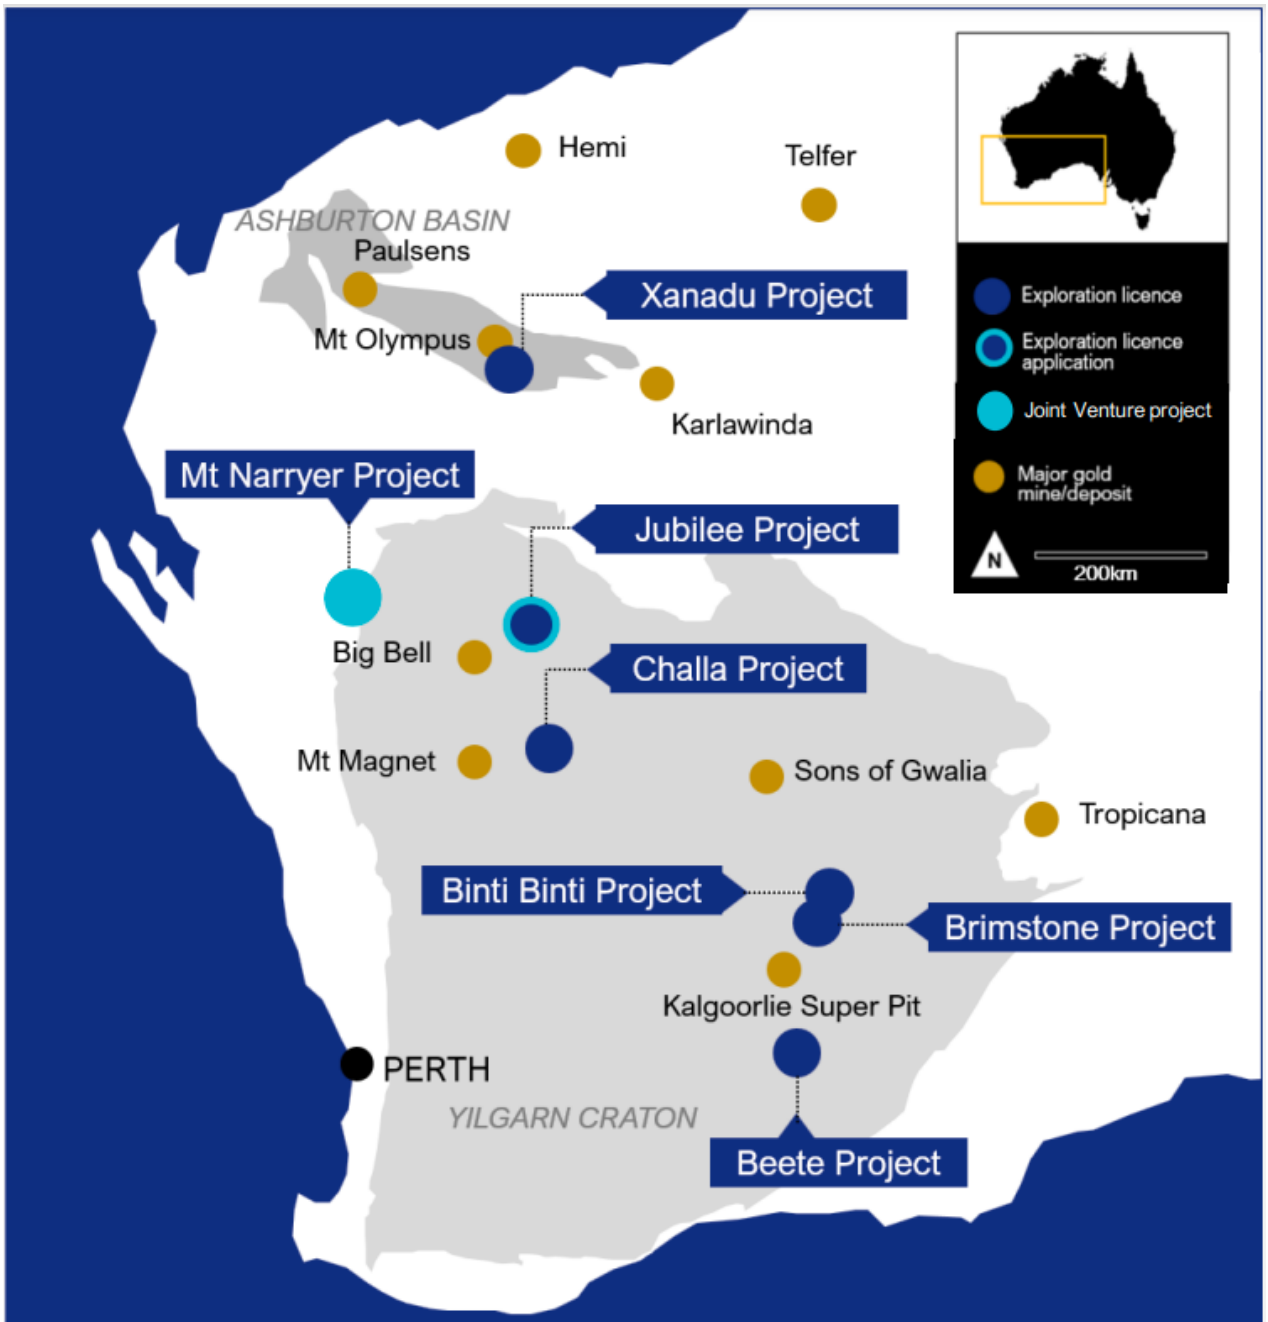 Hemi
Telfer
ASHBURTON BASIN
Paulsens
Xanadu Project
Mt Olympus
Karlawinda
Exploration licence
Exploration licence
application
Joint Venture project
Major gold
mine/deposit
N
200km
Mt Narryer Project
Jubilee Project
Big Bell
Challa Project
Mt Magnet
Sons of Gwalia
Tropicana
Binti Binti Project
Brimstone Project
Kalgoorlie Super Pit
PERTH
YILGARN CRATON
Beete Project